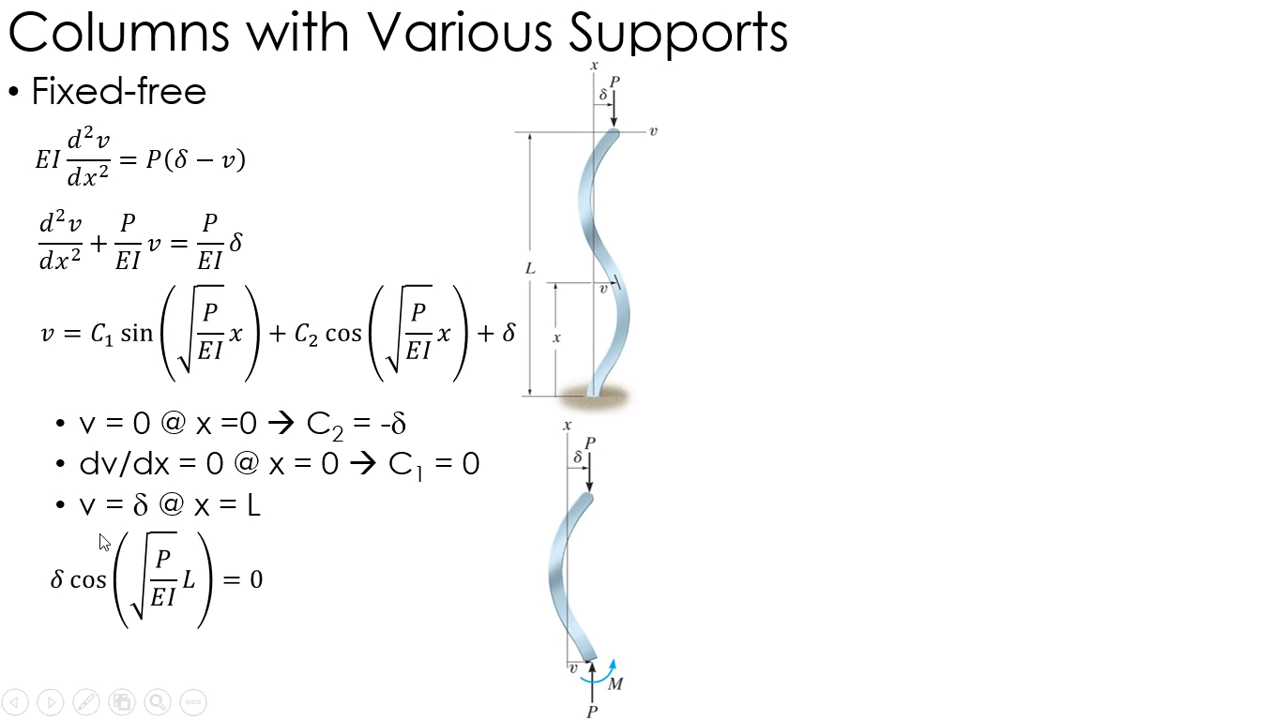 Columns with Various Supports
• Fixed-free
EI d²v/dx² = P(δ − v)
d²v/dx² + P/EI v = P/EI δ
v = C₁ sin(√(P/EI) x) + C₂ cos(√(P/EI) x) + δ
• v = 0 @ x =0 → C₂ = -δ
• dv/dx = 0 @ x = 0 → C₁ = 0
• v = δ @ x = L
δ cos(√(P/EI) L) = 0
x
P
δ
v
L
v
x
x
P
δ
v
M
P